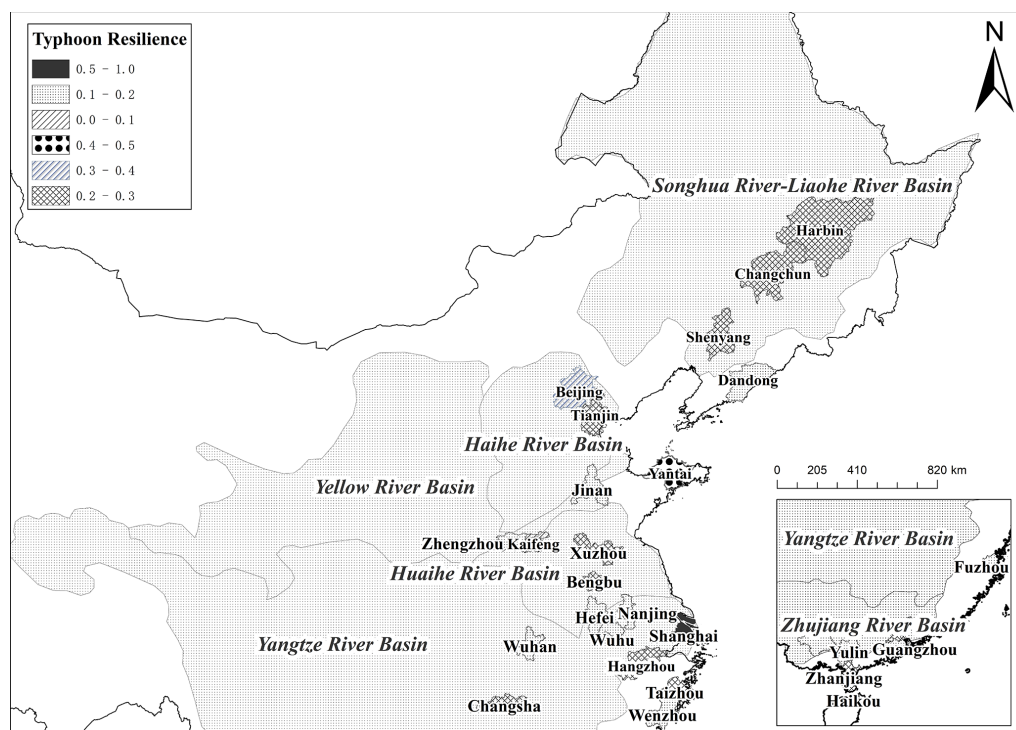 Typhoon Resilience
0.5 - 1.0
0.1 - 0.2
0.0 - 0.1
0.4 - 0.5
0.3 - 0.4
0.2 - 0.3
N
Songhua River-Liaohe River Basin
Harbin
Changchun
Shenyang
Dandong
Beijing
Tianjin
Haihe River Basin
Yantai
Yellow River Basin
Jinan
Zhengzhou Kaifeng
Xuzhou
Huaihe River Basin
Bengbu
Hefei Nanjing
Wuhu Shanghai
Yangtze River Basin
Wuhan
Hangzhou
Taizhou
Changsha
Wenzhou
0 205 410 820 km
Yangtze River Basin
Fuzhou
Zhujiang River Basin
Yulin Guangzhou
Zhanjiang
Haikou